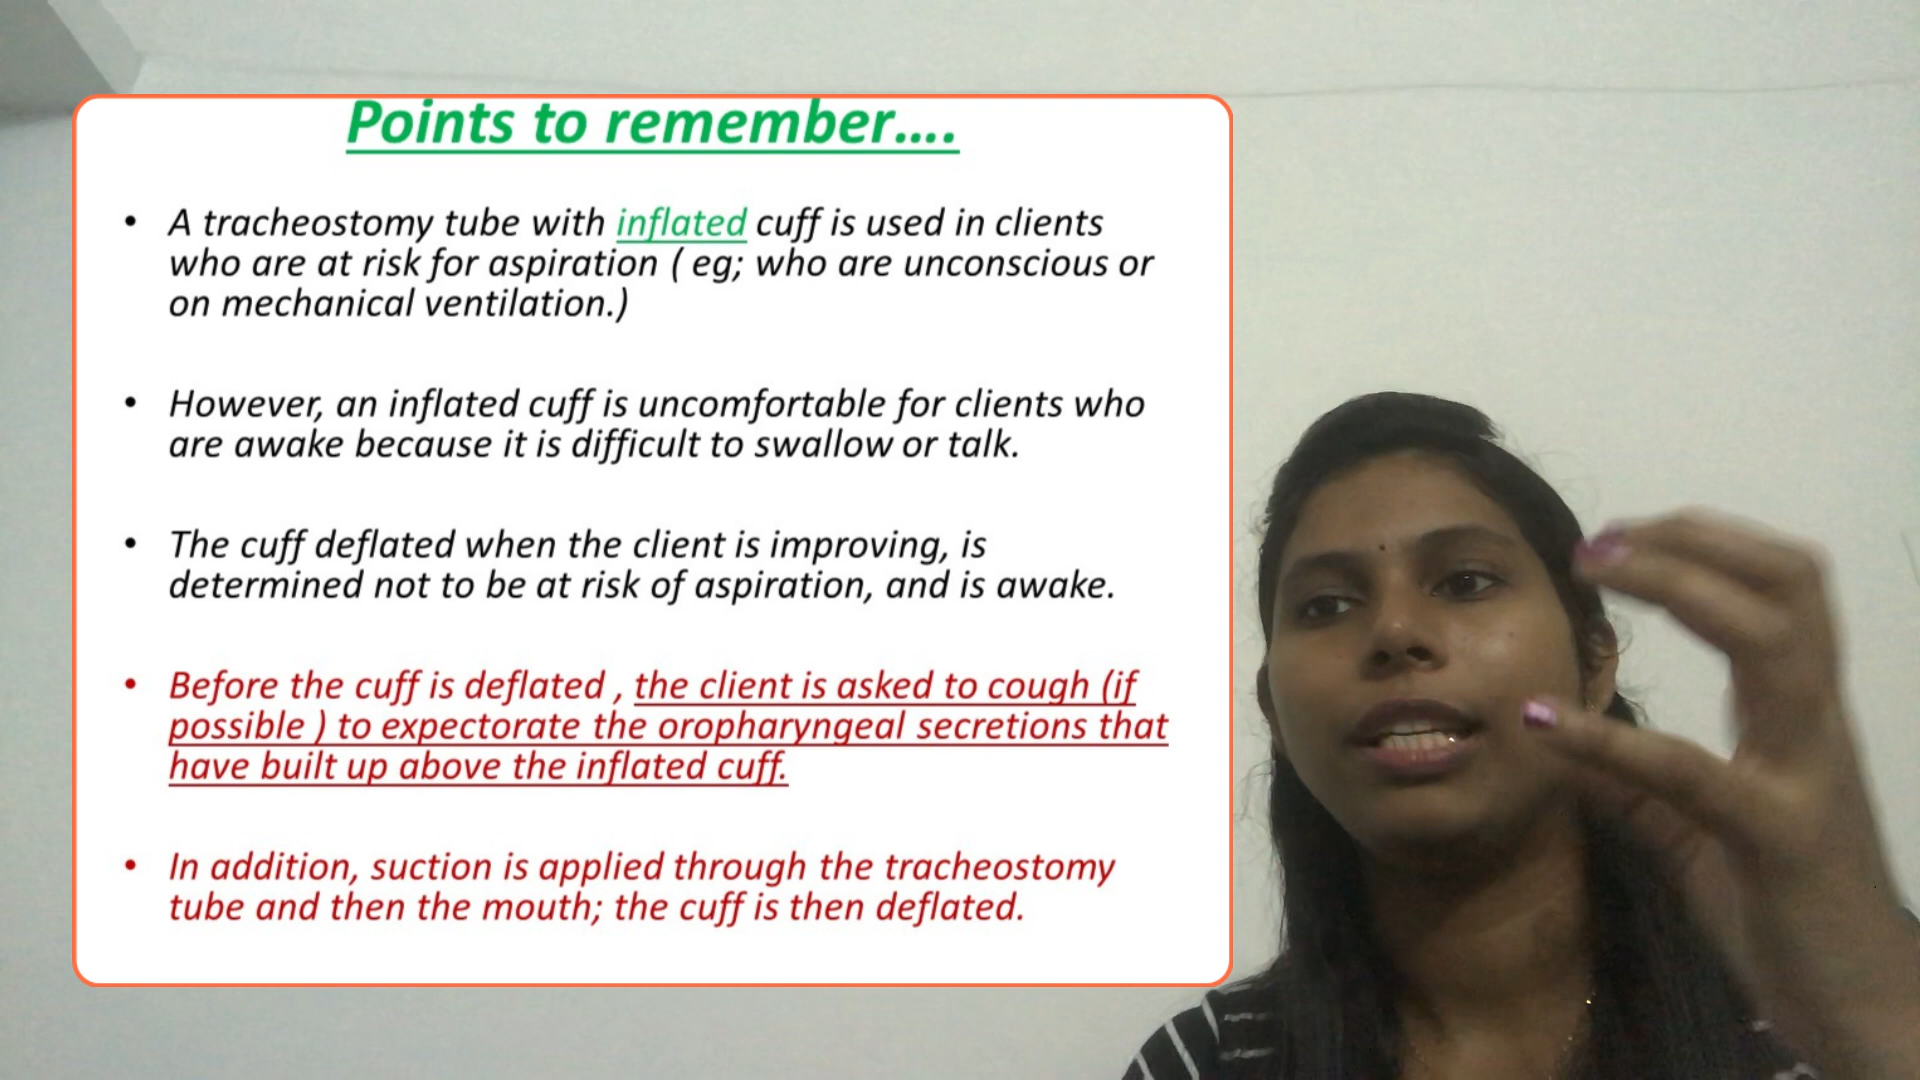 Points to remember....
• A tracheostomy tube with inflated cuff is used in clients
who are at risk for aspiration ( eg; who are unconscious or
on mechanical ventilation.)
• However, an inflated cuff is uncomfortable for clients who
are awake because it is difficult to swallow or talk.
• The cuff deflated when the client is improving, is
determined not to be at risk of aspiration, and is awake.
• Before the cuff is deflated , the client is asked to cough (if
possible ) to expectorate the oropharyngeal secretions that
have built up above the inflated cuff.
• In addition, suction is applied through the tracheostomy
tube and then the mouth; the cuff is then deflated.